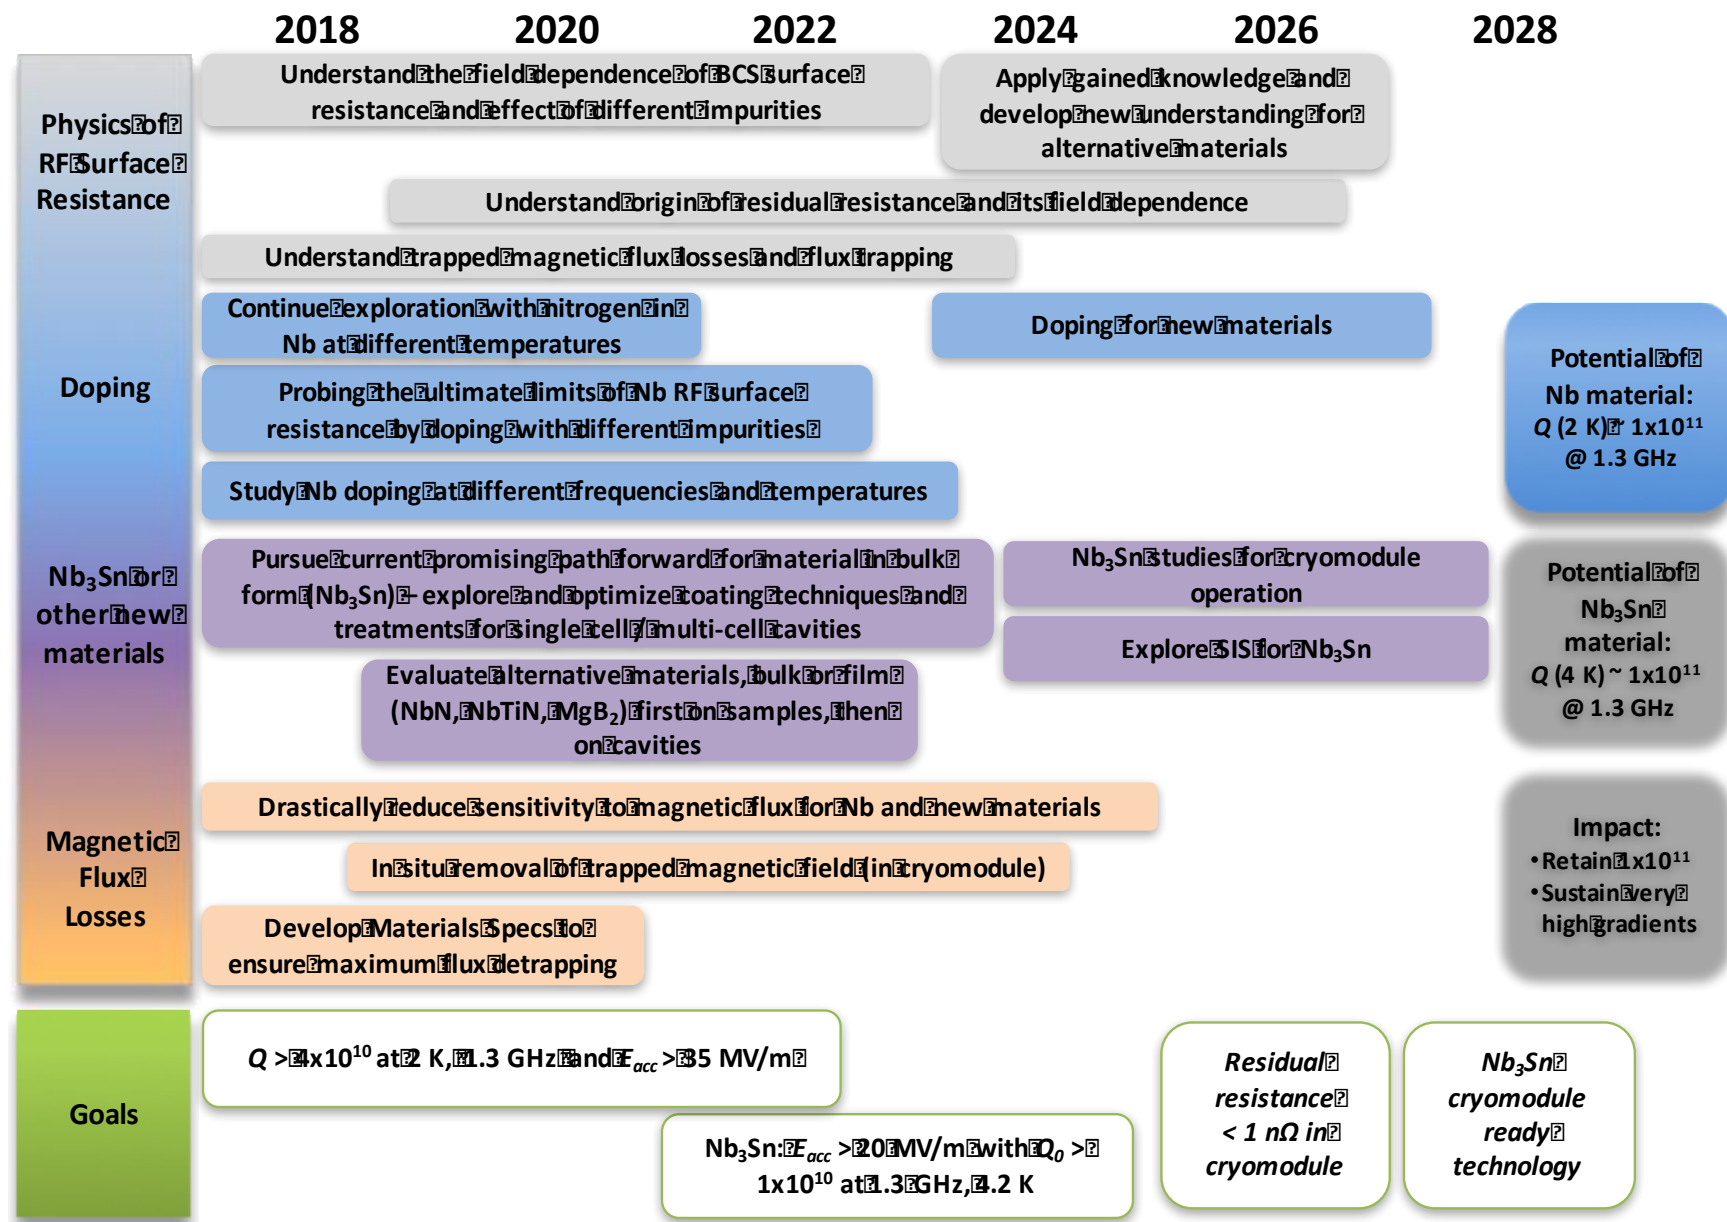 2018 2020 2022 2024 2026 2028
Physics of
RF Surface
Resistance
Understand the field dependence of BCS surface
resistance and effect of different impurities
Apply gained knowledge and
develop new understanding for
alternative materials
Understand origin of residual resistance and its field dependence
Understand trapped magnetic flux losses and flux trapping
Doping
Continue exploration with nitrogen in
Nb at different temperatures
Doping for new materials
Probing the ultimate limits of Nb RF surface
resistance by doping with different impurities
Study Nb doping at different frequencies and temperatures
Potential of
Nb material:
Q (2 K) ~ 1x10¹¹
@ 1.3 GHz
Nb₃Sn or
other new
materials
Pursue current promising path forward for material in bulk
form (Nb₃Sn) – explore and optimize coating techniques and
treatments for single cell / multi-cell cavities
Nb₃Sn studies for cryomodule
operation
Explore SIS for Nb₃Sn
Evaluate alternative materials, bulk or film
(NbN, NbTiN, MgB₂) first on samples, then
on cavities
Potential of
Nb₃Sn
material:
Q (4 K) ~ 1x10¹¹
@ 1.3 GHz
Magnetic
Flux
Losses
Drastically reduce sensitivity to magnetic flux for Nb and new materials
In situ removal of trapped magnetic field (in cryomodule)
Develop Materials Specs to
ensure maximum flux detrapping
Impact:
• Retain 1x10¹¹
• Sustain very
high gradients
Goals
Q > 4x10¹⁰ at 2 K, 1.3 GHz and E_acc > 35 MV/m
Nb₃Sn: E_acc > 20 MV/m with Q₀ >
1x10¹⁰ at 1.3 GHz, 4.2 K
Residual
resistance
< 1 nΩ in
cryomodule
Nb₃Sn
cryomodule
ready
technology